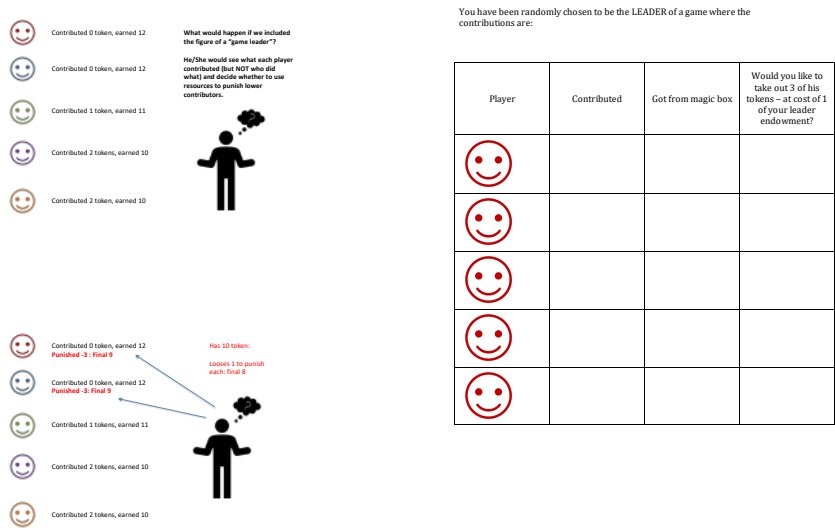 Contributed 0 token, earned 12
Contributed 0 token, earned 12
Contributed 1 token, earned 11
Contributed 2 tokens, earned 10
Contributed 2 tokens, earned 10
What would happen if we included
the figure of a “game leader”?
He/She would see what each player
contributed (but NOT who did
what) and decide whether to use
resources to punish lower
contributors.
Contributed 0 token, earned 12
Punished -3 : Final 9
Contributed 0 token, earned 12
Punished -3: Final 9
Contributed 1 tokens, earned 11
Contributed 2 tokens, earned 10
Contributed 2 tokens, earned 10
Has 10 token:
Looses 1 to punish
each: final 8
You have been randomly chosen to be the LEADER of a game where the
contributions are:
Player
Contributed
Got from magic box
Would you like to
take out 3 of his
tokens – at cost of 1
of your leader
endowment?